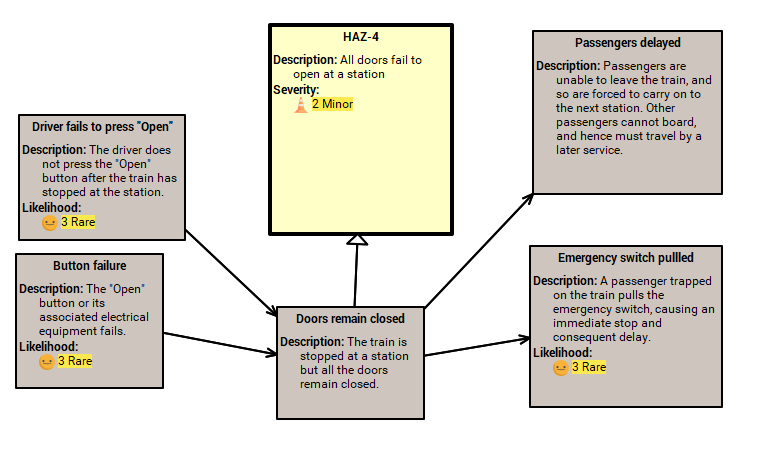 HAZ-4
Description: All doors fail to
open at a station
Severity:
2 Minor
Passengers delayed
Description: Passengers are
unable to leave the train, and
so are forced to carry on to
the next station. Other
passengers cannot board,
and hence must travel by a
later service.
Driver fails to press "Open"
Description: The driver does
not press the "Open"
button after the train has
stopped at the station.
Likelihood:
3 Rare
Button failure
Description: The "Open"
button or its
associated electrical
equipment fails.
Likelihood:
3 Rare
Doors remain closed
Description: The train is
stopped at a station
but all the doors
remain closed.
Emergency switch pullled
Description: A passenger trapped
on the train pulls the
emergency switch, causing an
immediate stop and
consequent delay.
Likelihood:
3 Rare